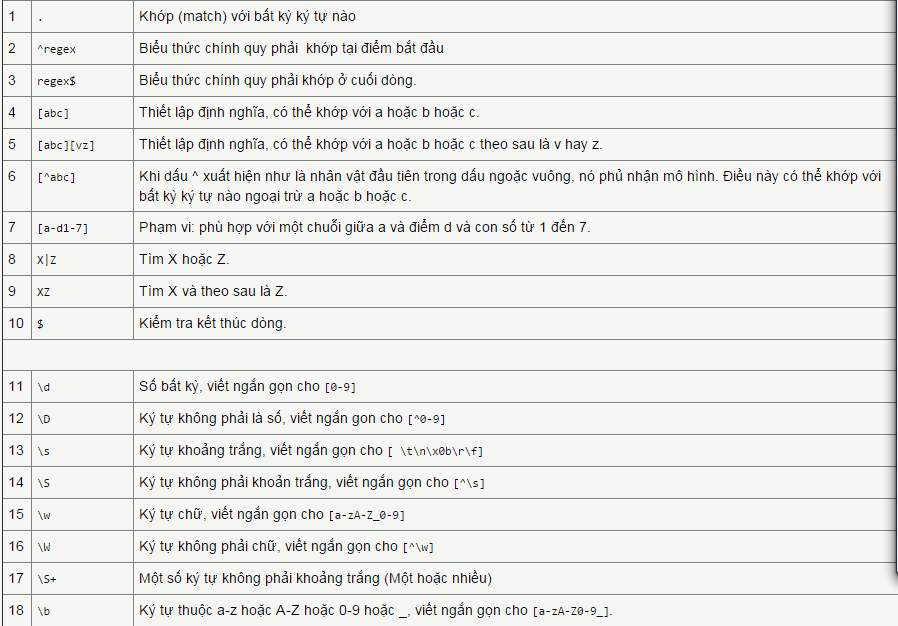 1 . Khớp (match) với bất kỳ ký tự nào
2 ^regex Biểu thức chính quy phải khớp tại điểm bắt đầu
3 regex$ Biểu thức chính quy phải khớp ở cuối dòng.
4 [abc] Thiết lập định nghĩa, có thể khớp với a hoặc b hoặc c.
5 [abc][vz] Thiết lập định nghĩa, có thể khớp với a hoặc b hoặc c theo sau là v hay z.
6 [^abc] Khi dấu ^ xuất hiện như là nhân vật đầu tiên trong dấu ngoặc vuông, nó phủ nhận mô hình. Điều này có thể khớp với
bất kỳ ký tự nào ngoại trừ a hoặc b hoặc c.
7 [a-d1-7] Phạm vi: phù hợp với một chuỗi giữa a và điểm d và con số từ 1 đến 7.
8 X|Z Tìm X hoặc Z.
9 XZ Tìm X và theo sau là Z.
10 $ Kiểm tra kết thúc dòng.
11 \d Số bất kỳ, viết ngắn gọn cho [0-9]
12 \D Ký tự không phải là số, viết ngắn gon cho [^0-9]
13 \s Ký tự khoảng trắng, viết ngắn gọn cho [ \t\n\x0b\r\f]
14 \S Ký tự không phải khoản trắng, viết ngắn gọn cho [^\s]
15 \w Ký tự chữ, viết ngắn gọn cho [a-zA-Z_0-9]
16 \W Ký tự không phải chữ, viết ngắn gọn cho [^\w]
17 \S+ Một số ký tự không phải khoảng trắng (Một hoặc nhiều)
18 \b Ký tự thuộc a-z hoặc A-Z hoặc 0-9 hoặc _, viết ngắn gọn cho [a-zA-Z0-9_].